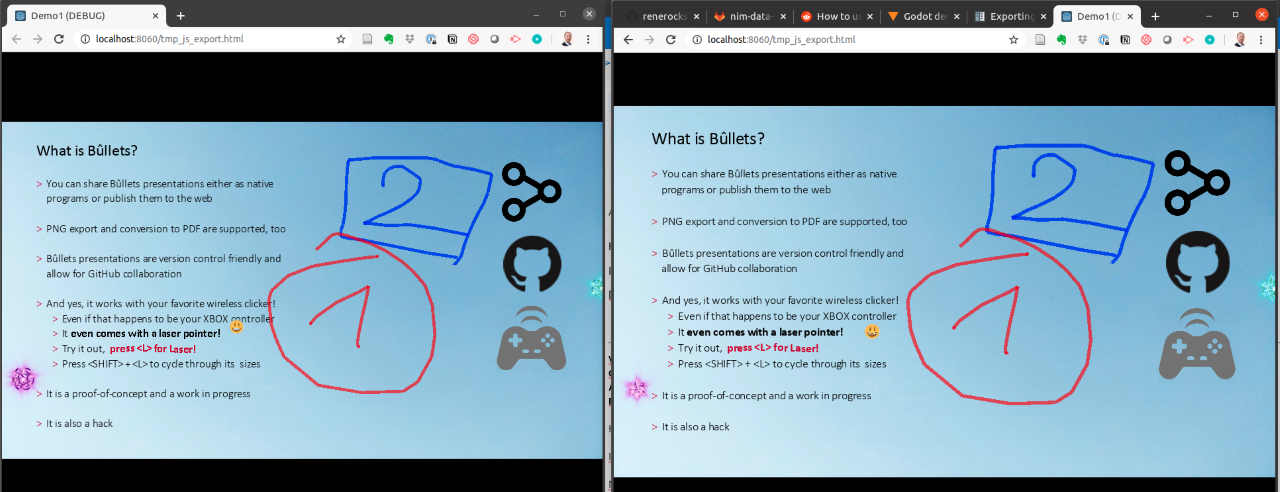 Demo1 (DEBUG)
localhost:8060/tmp_js_export.html
What is Bûllets?
> You can share Bûllets presentations either as native
programs or publish them to the web
> PNG export and conversion to PDF are supported, too
> Bûllets presentations are version control friendly and
allow for GitHub collaboration
> And yes, it works with your favorite wireless clicker!
> Even if that happens to be your XBOX controller
> It even comes with a laser pointer!
> Try it out, press <L> for Laser!
> Press <SHIFT> + <L> to cycle through its sizes
> It is a proof-of-concept and a work in progress
> It is also a hack
2
1
renerocks
nim-data-
How to us
Godot de
Exporting
Demo1 (D
localhost:8060/tmp_js_export.html
What is Bûllets?
> You can share Bûllets presentations either as native
programs or publish them to the web
> PNG export and conversion to PDF are supported, too
> Bûllets presentations are version control friendly and
allow for GitHub collaboration
> And yes, it works with your favorite wireless clicker!
> Even if that happens to be your XBOX controller
> It even comes with a laser pointer!
> Try it out, press <L> for Laser!
> Press <SHIFT> + <L> to cycle through its sizes
> It is a proof-of-concept and a work in progress
> It is also a hack
2
1